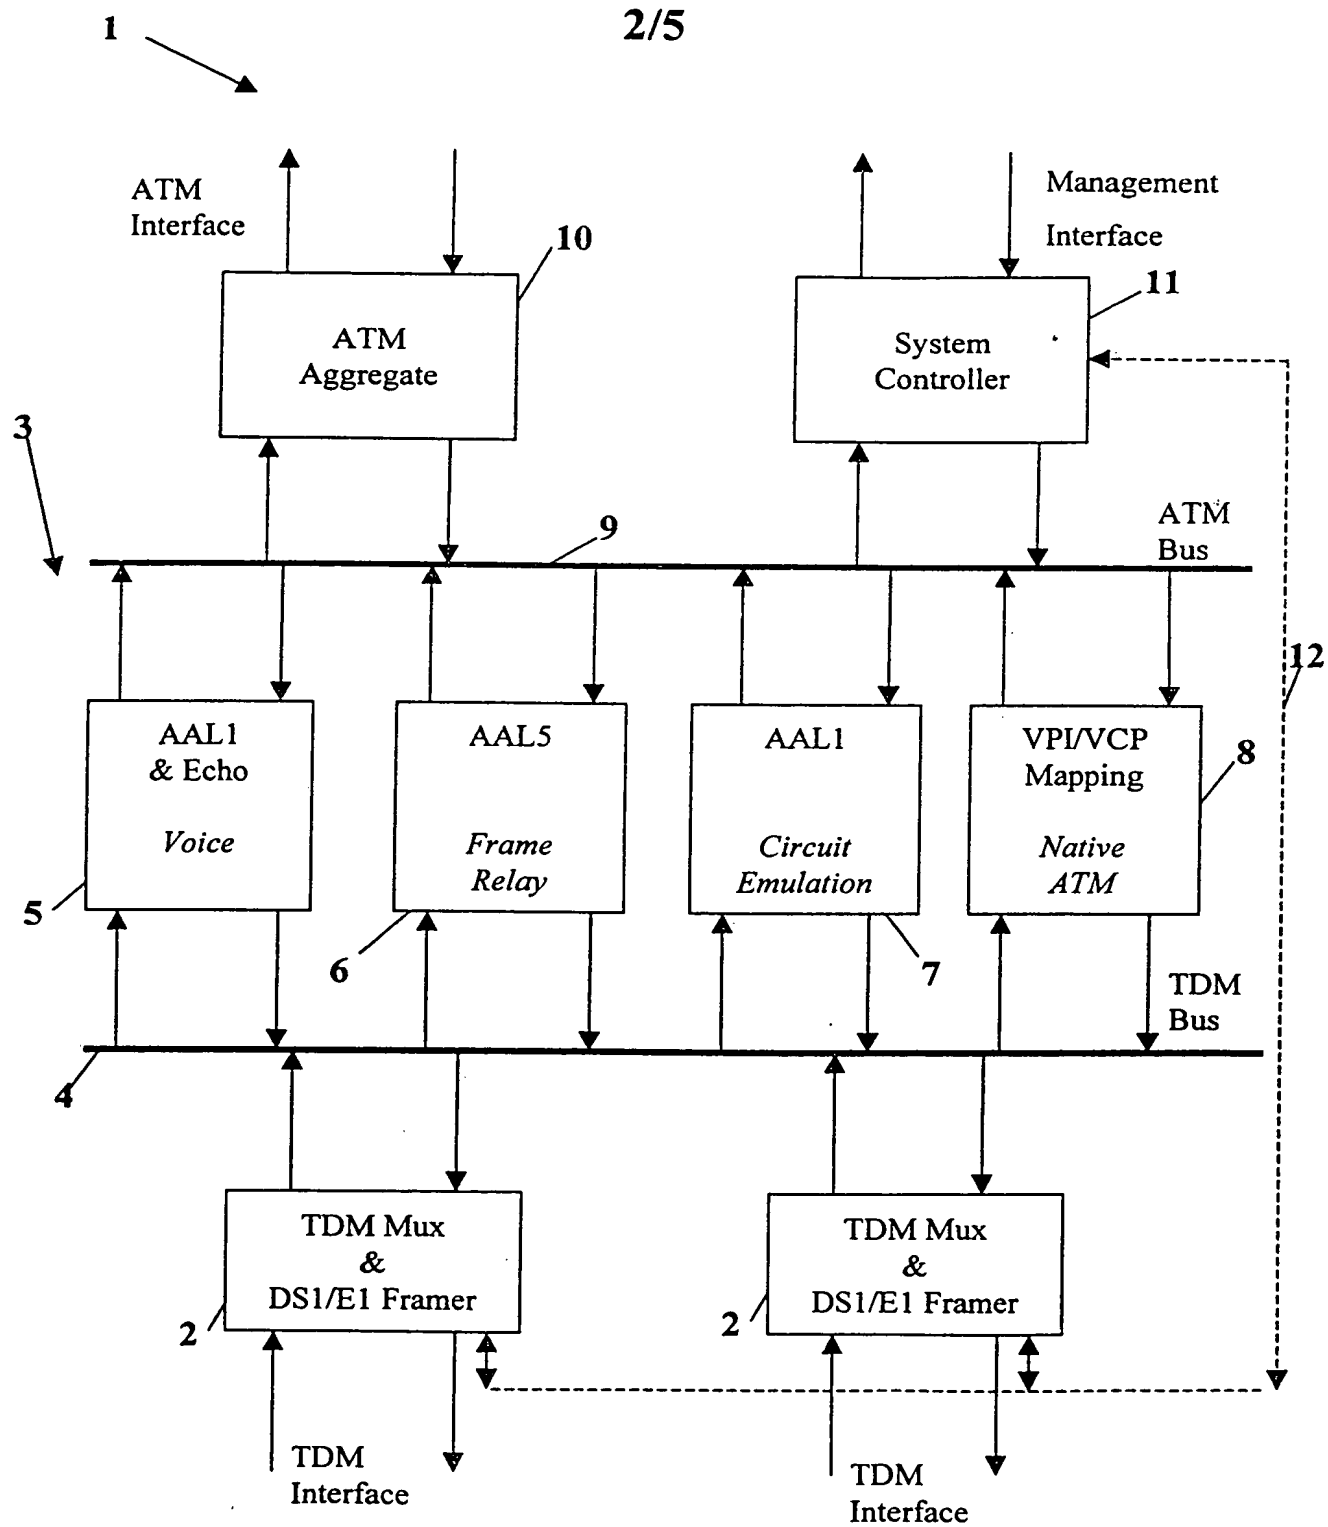 1
2/5
ATM
Interface
Management
Interface
10
11
ATM
Aggregate
System
Controller
3
9
ATM
Bus
12
AAL1
& Echo
Voice
AAL5
Frame
Relay
AAL1
Circuit
Emulation
VPI/VCP
Mapping
Native
ATM
8
5
6
7
TDM
Bus
4
TDM Mux
&
DS1/E1 Framer
TDM Mux
&
DS1/E1 Framer
2
2
TDM
Interface
TDM
Interface